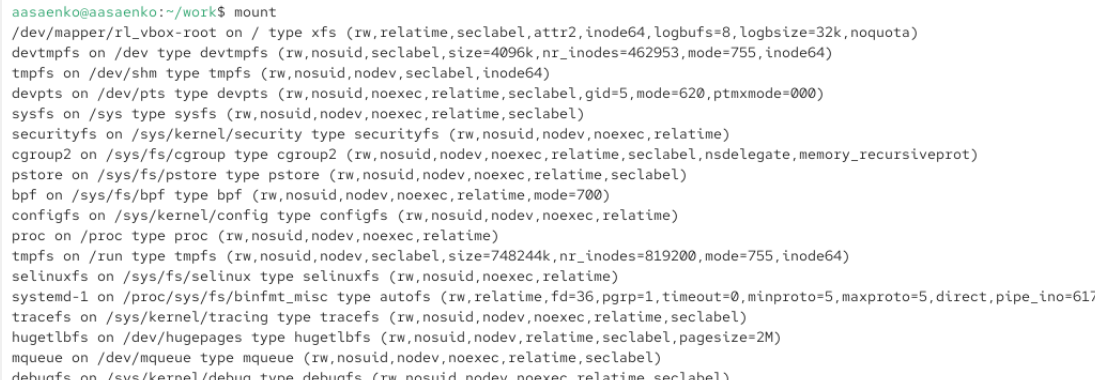 aasaenko@aasaenko:~/work$ mount
/dev/mapper/rl_vbox-root on / type xfs (rw,relatime,seclabel,attr2,inode64,logbufs=8,logbsize=32k,noquota)
devtmpfs on /dev type devtmpfs (rw,nosuid,seclabel,size=4096k,nr_inodes=462953,mode=755,inode64)
tmpfs on /dev/shm type tmpfs (rw,nosuid,nodev,seclabel,inode64)
devpts on /dev/pts type devpts (rw,nosuid,noexec,relatime,seclabel,gid=5,mode=620,ptmxmode=000)
sysfs on /sys type sysfs (rw,nosuid,nodev,noexec,relatime,seclabel)
securityfs on /sys/kernel/security type securityfs (rw,nosuid,nodev,noexec,relatime)
cgroup2 on /sys/fs/cgroup type cgroup2 (rw,nosuid,nodev,noexec,relatime,seclabel,nsdelegate,memory_recursiveprot)
pstore on /sys/fs/pstore type pstore (rw,nosuid,nodev,noexec,relatime,seclabel)
bpf on /sys/fs/bpf type bpf (rw,nosuid,nodev,noexec,relatime,mode=700)
configfs on /sys/kernel/config type configfs (rw,nosuid,nodev,noexec,relatime)
proc on /proc type proc (rw,nosuid,nodev,noexec,relatime)
tmpfs on /run type tmpfs (rw,nosuid,nodev,seclabel,size=748244k,nr_inodes=819200,mode=755,inode64)
selinuxfs on /sys/fs/selinux type selinuxfs (rw,nosuid,noexec,relatime)
systemd-1 on /proc/sys/fs/binfmt_misc type autofs (rw,relatime,fd=36,pgrp=1,timeout=0,minproto=5,maxproto=5,direct,pipe_ino=617
tracefs on /sys/kernel/tracing type tracefs (rw,nosuid,nodev,noexec,relatime,seclabel)
hugetlbfs on /dev/hugepages type hugetlbfs (rw,nosuid,nodev,relatime,seclabel,pagesize=2M)
mqueue on /dev/mqueue type mqueue (rw,nosuid,nodev,noexec,relatime,seclabel)
debugfs on /sys/kernel/debug type debugfs (rw,nosuid,nodev,noexec,relatime,seclabel)